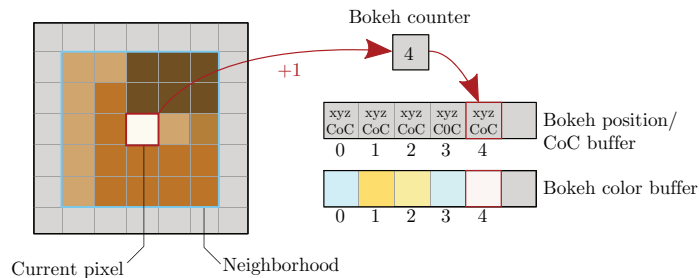 Bokeh counter
4
+1
xyz xyz xyz xyz xyz
CoC CoC CoC C0C CoC
0 1 2 3 4
Bokeh position/
CoC buffer
Bokeh color buffer
0 1 2 3 4
Current pixel
Neighborhood